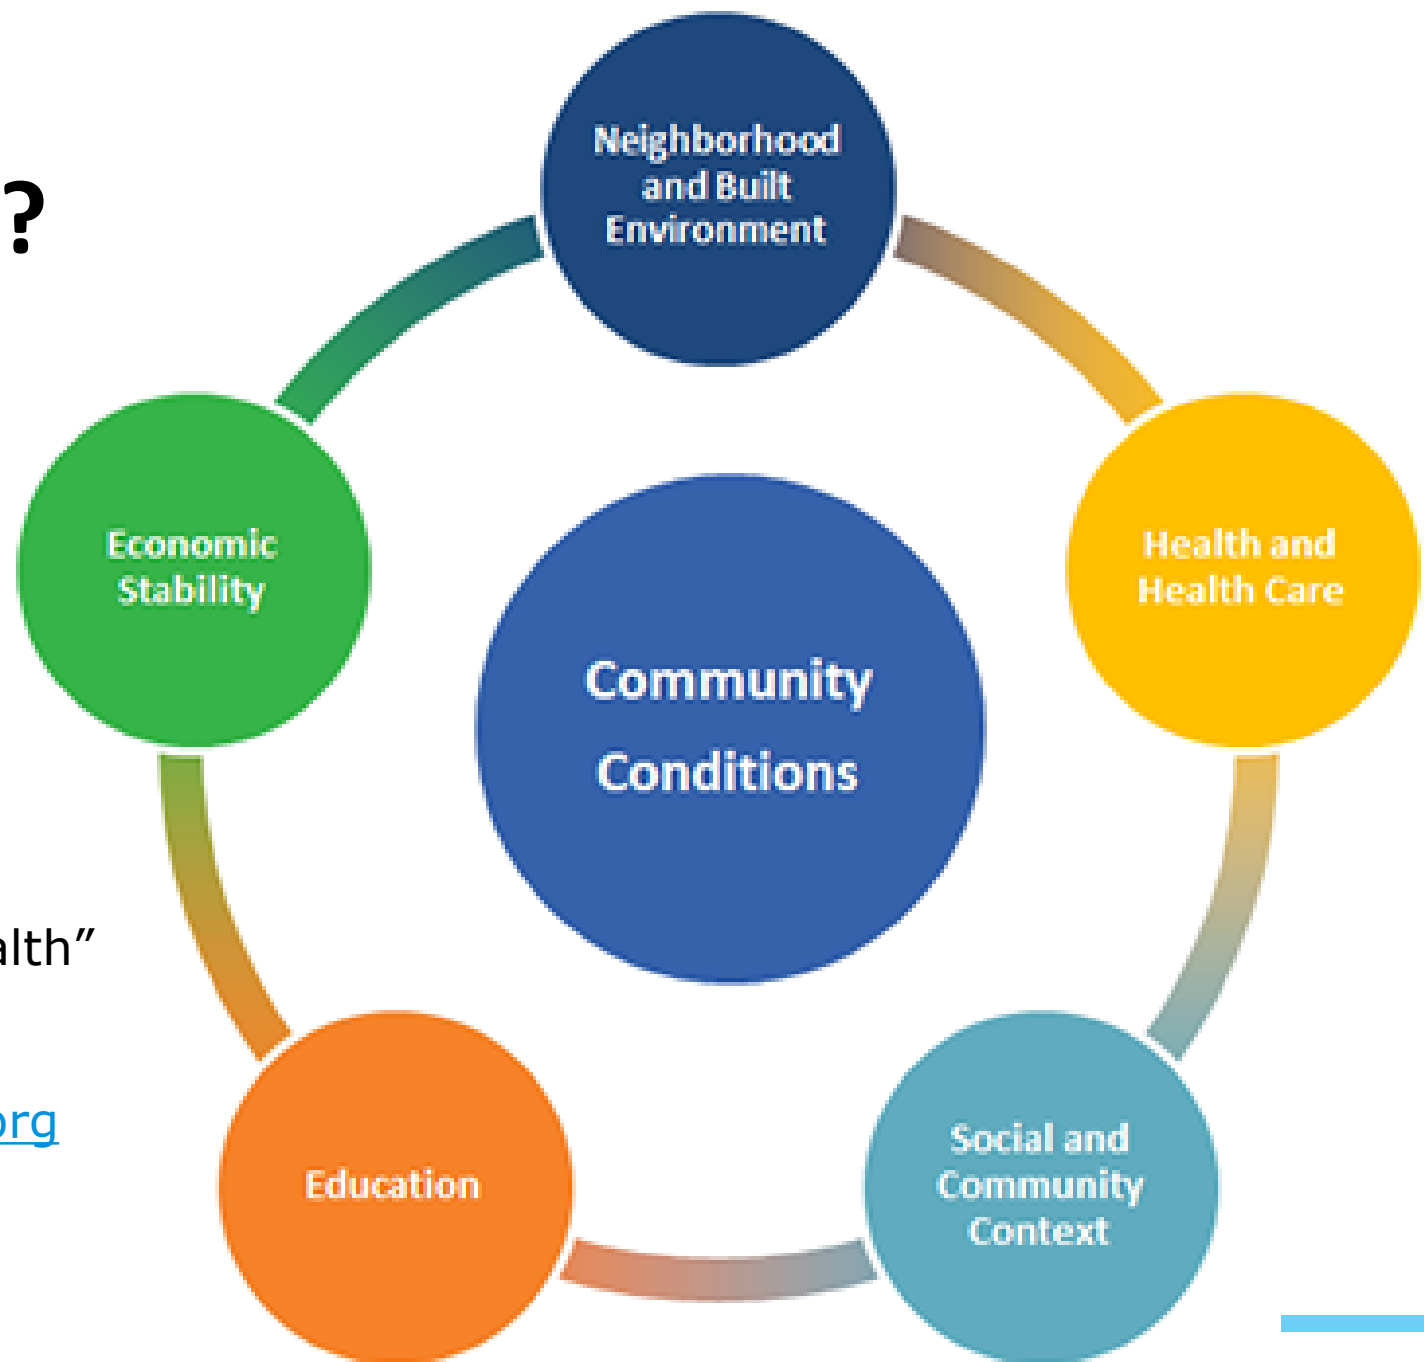 ?
Neighborhood
and Built
Environment
Economic
Stability
Health and
Health Care
Community
Conditions
alth”
org
Education
Social and
Community
Context